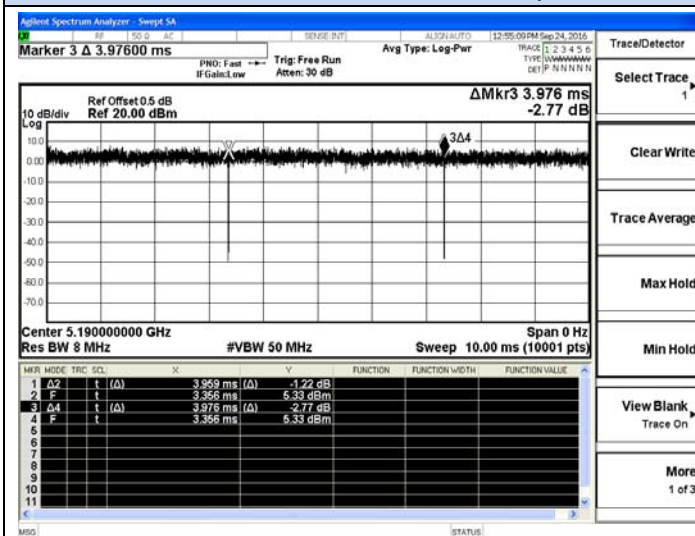 Agilent Spectrum Analyzer - Swept SA
RF 50 Ω AC SENSE:INT ALIGN AUTO 12:55:09 PM Sep 24, 2016
Marker 3 Δ 3.97600 ms
PNO: Fast Trig: Free Run
IFGain:Low Atten: 30 dB
Avg Type: Log-Pwr
TRACE 1 2 3 4 5 6
TYPE WWWWWW
DET P N N N N N
ΔMkr3 3.976 ms
-2.77 dB
Ref Offset 0.5 dB
10 dB/div Ref 20.00 dBm
Log
10.0
0.00
-10.0
-20.0
-30.0
-40.0
-50.0
-60.0
-70.0
3Δ4
Center 5.190000000 GHz Span 0 Hz
Res BW 8 MHz #VBW 50 MHz Sweep 10.00 ms (10001 pts)
MKR MODE TRC SCL X Y FUNCTION FUNCTION WIDTH FUNCTION VALUE
1 Δ2 t (Δ) 3.959 ms (Δ) -1.22 dB
2 F t 3.356 ms 5.33 dBm
3 Δ4 t (Δ) 3.976 ms (Δ) -2.77 dB
4 F t 3.356 ms 5.33 dBm
5
6
7
8
9
10
11
MSG STATUS
Trace/Detector
Select Trace
1
Clear Write
Trace Average
Max Hold
Min Hold
View Blank
Trace On
More
1 of 3